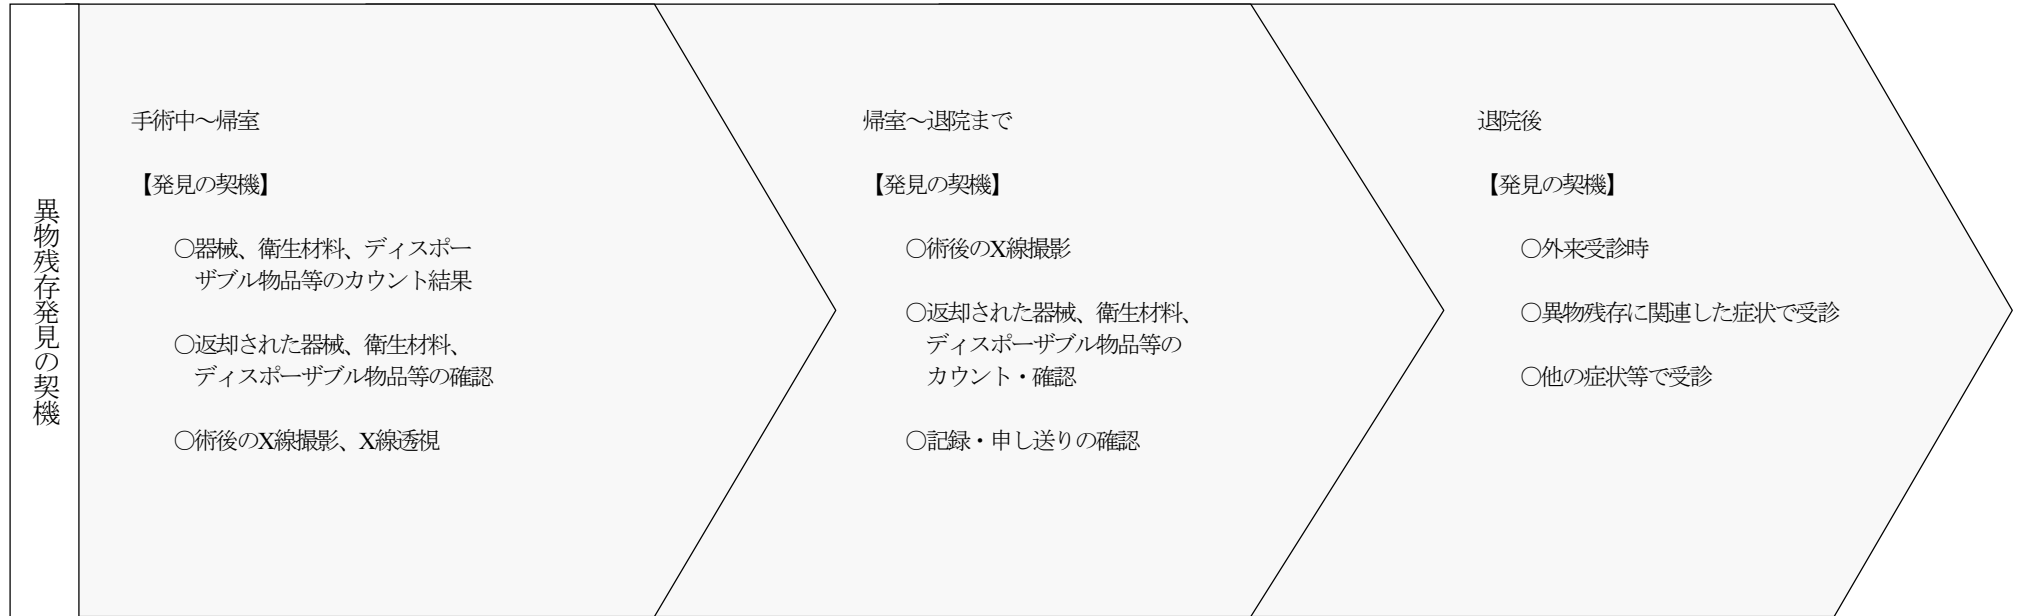 異物残存発見の契機
手術中～帰室
【発見の契機】
○器械、衛生材料、ディスポー
ザブル物品等のカウント結果
○返却された器械、衛生材料、
ディスポーザブル物品等の確認
○術後のX線撮影、X線透視
帰室～退院まで
【発見の契機】
○術後のX線撮影
○返却された器械、衛生材料、
ディスポーザブル物品等の
カウント・確認
○記録・申し送りの確認
退院後
【発見の契機】
○外来受診時
○異物残存に関連した症状で受診
○他の症状等で受診